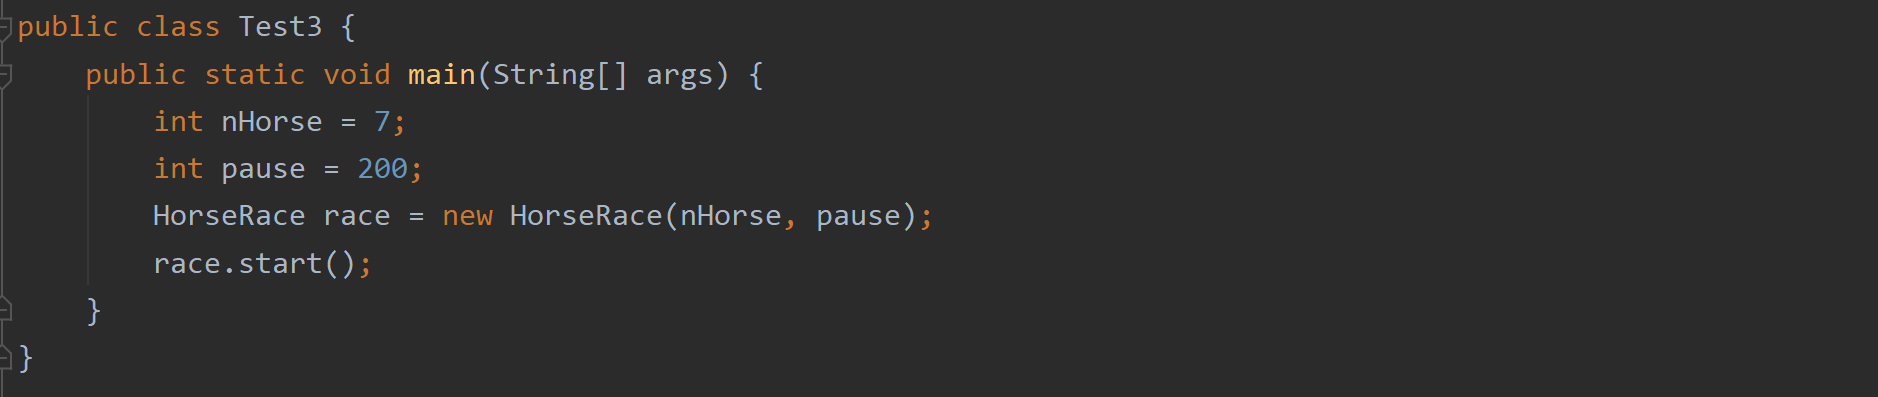 public class Test3 {
    public static void main(String[] args) {
        int nHorse = 7;
        int pause = 200;
        HorseRace race = new HorseRace(nHorse, pause);
        race.start();
    }
}